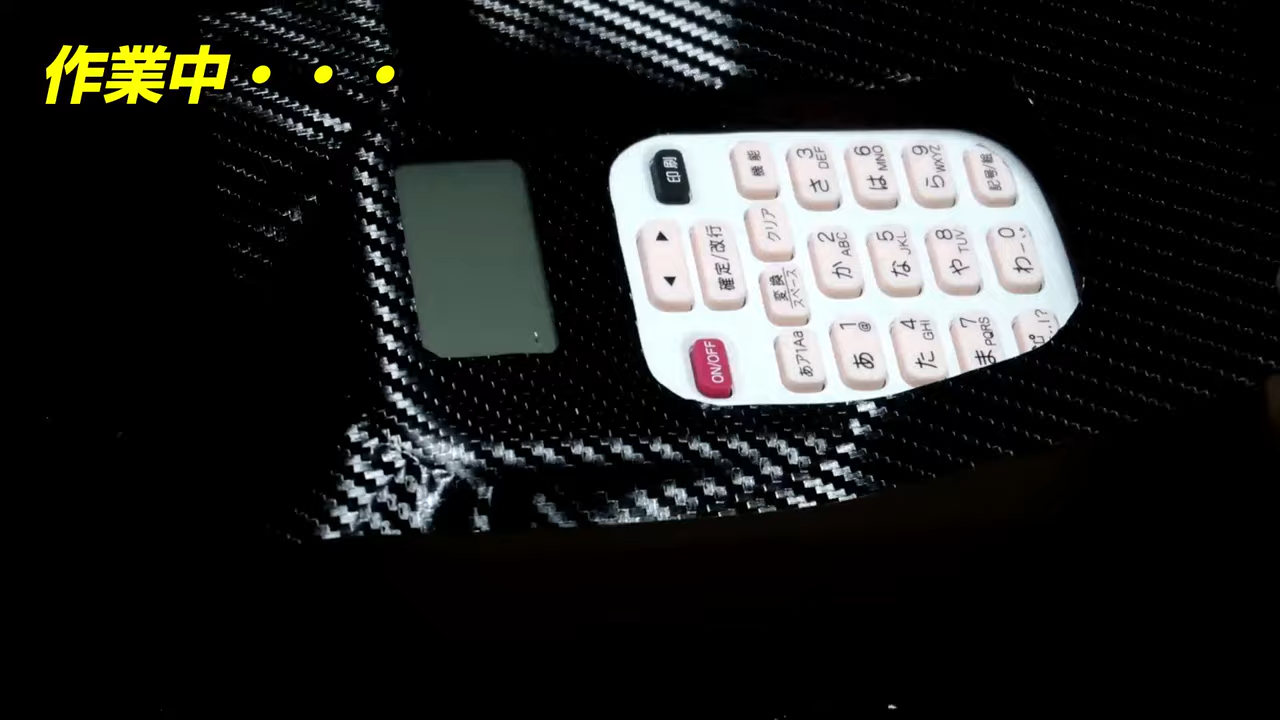 作業中・・・
印刷
機能
3 DEF
さ
6 MNO
は
9 WXYZ
ら
記号/絵
▲
▼
確定/改行
クリア
変換
スペース
2 ABC
か
5 JKL
な
8 TUV
や
0
わー
ON/OFF
あア1Aa
1 @
あ
4 GHI
た
7 PQRS
ま